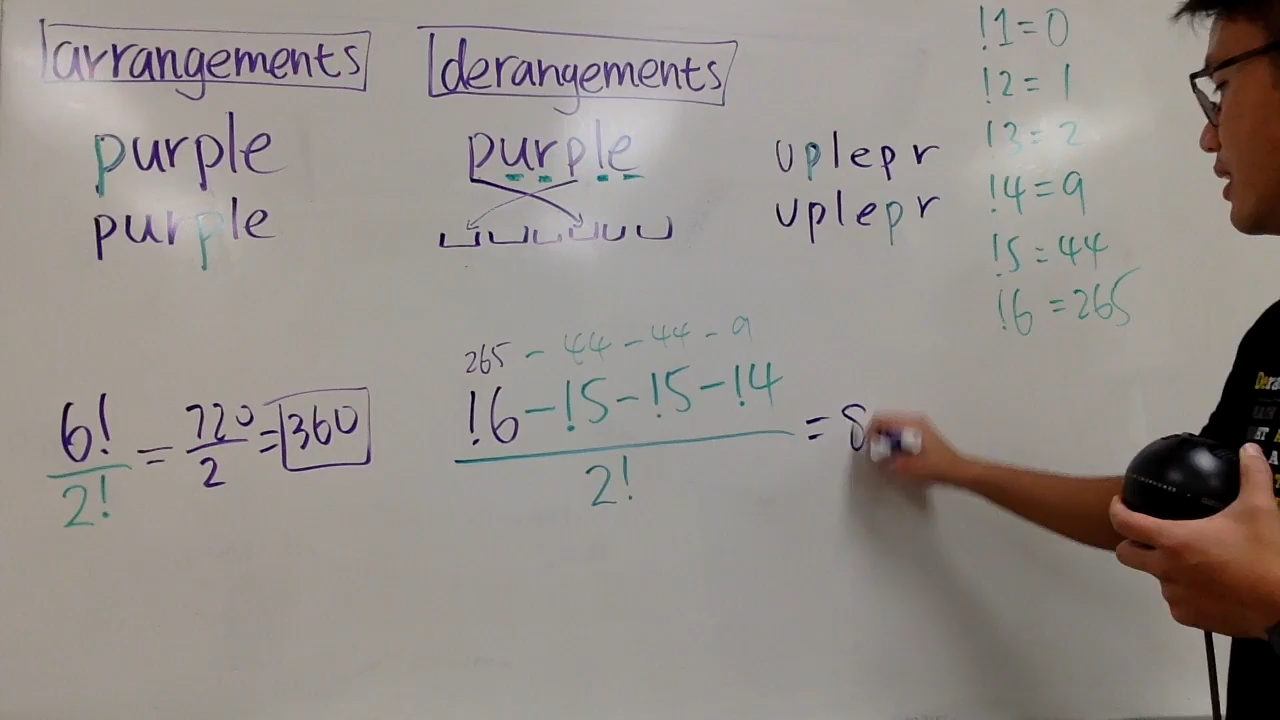 arrangements
purple
purple
6!/2! = 720/2 = 360
derangements
purple
uplepr
uplepr
265 - 44 - 44 - 9
!6 - !5 - !5 - !4
2!
= 8
!1 = 0
!2 = 1
!3 = 2
!4 = 9
!5 = 44
!6 = 265